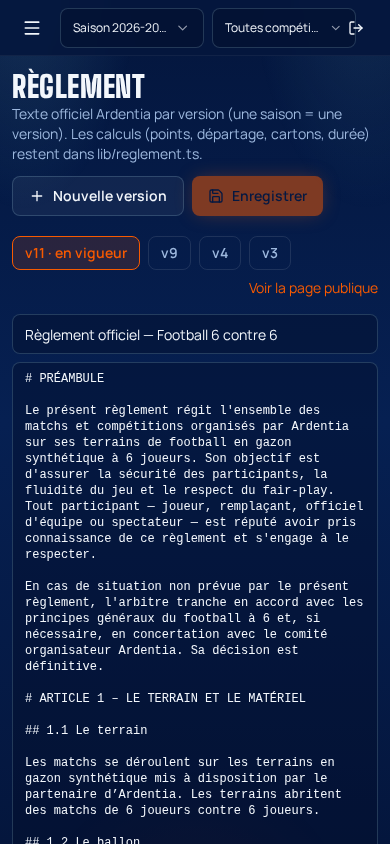 Saison 2026-20...
Toutes compéti...
RÈGLEMENT
Texte officiel Ardentia par version (une saison = une
version). Les calculs (points, départage, cartons, durée)
restent dans lib/reglement.ts.
Nouvelle version
Enregistrer
v11 · en vigueur
v9
v4
v3
Voir la page publique
Règlement officiel — Football 6 contre 6
# PRÉAMBULE
Le présent règlement régit l'ensemble des
matchs et compétitions organisés par Ardentia
sur ses terrains de football en gazon
synthétique à 6 joueurs. Son objectif est
d'assurer la sécurité des participants, la
fluidité du jeu et le respect du fair-play.
Tout participant — joueur, remplaçant, officiel
d'équipe ou spectateur — est réputé avoir pris
connaissance de ce règlement et s'engage à le
respecter.
En cas de situation non prévue par le présent
règlement, l'arbitre tranche en accord avec les
principes généraux du football à 6 et, si
nécessaire, en concertation avec le comité
organisateur Ardentia. Sa décision est
définitive.
# ARTICLE 1 – LE TERRAIN ET LE MATÉRIEL
## 1.1 Le terrain
Les matchs se déroulent sur les terrains en
gazon synthétique mis à disposition par le
partenaire d’Ardentia. Les terrains abritent
des matchs de 6 joueurs contre 6 joueurs.
## 1.2 Le ballon